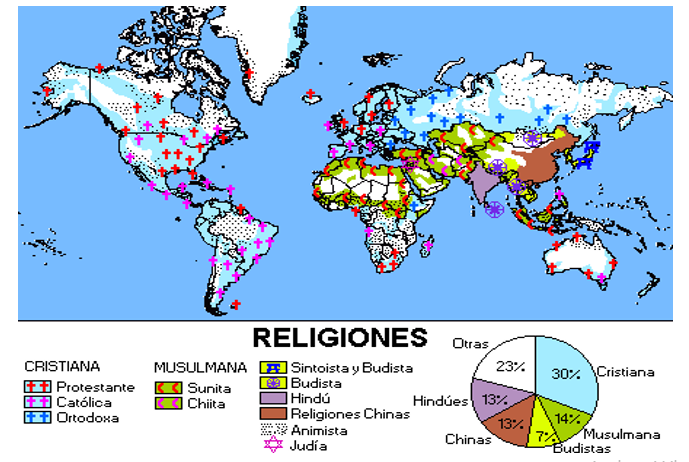 RELIGIONES
CRISTIANA
Protestante
Católica
Ortodoxa
MUSULMANA
Sunita
Chiita
Sintoista y Budista
Budista
Hindú
Religiones Chinas
Animista
Judía
Otras
23%
30%
Cristiana
Hindúes
13%
14%
Musulmana
13%
7%
Chinas
Budistas